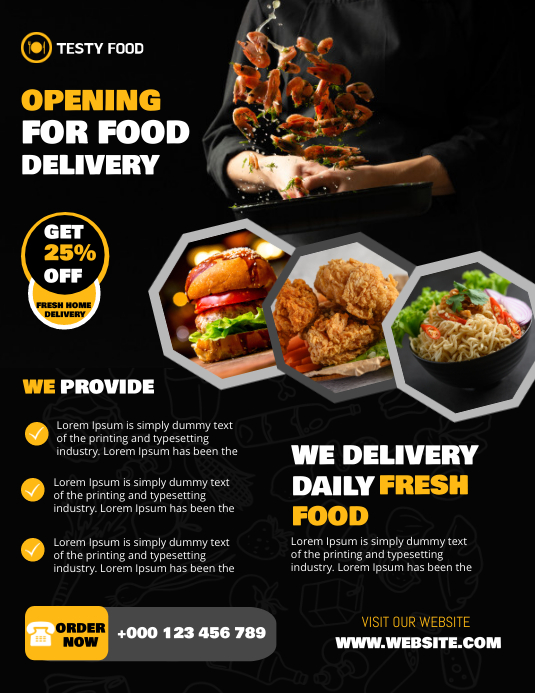 TESTY FOOD
OPENING
FOR FOOD
DELIVERY
GET
25%
OFF
FRESH HOME
DELIVERY
WE PROVIDE
Lorem Ipsum is simply dummy text
of the printing and typesetting
industry. Lorem Ipsum has been the
Lorem Ipsum is simply dummy text
of the printing and typesetting
industry. Lorem Ipsum has been the
Lorem Ipsum is simply dummy text
of the printing and typesetting
industry. Lorem Ipsum has been the
WE DELIVERY
DAILY FRESH
FOOD
Lorem Ipsum is simply dummy text
of the printing and typesetting
industry. Lorem Ipsum has been the
ORDER
NOW
+000 123 456 789
VISIT OUR WEBSITE
WWW.WEBSITE.COM